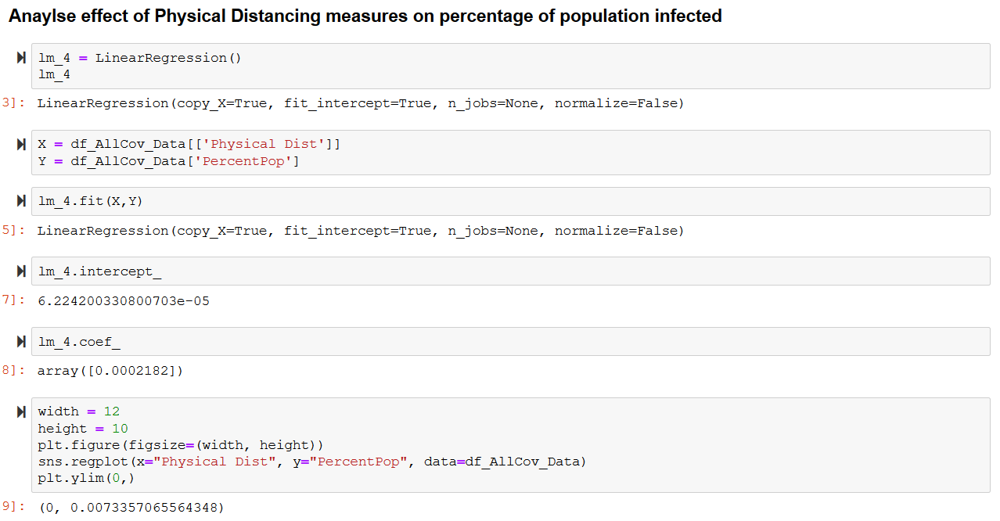 Anaylse effect of Physical Distancing measures on percentage of population infected
lm_4 = LinearRegression()
lm_4
3]: LinearRegression(copy_X=True, fit_intercept=True, n_jobs=None, normalize=False)
X = df_AllCov_Data[['Physical Dist']]
Y = df_AllCov_Data['PercentPop']
lm_4.fit(X,Y)
5]: LinearRegression(copy_X=True, fit_intercept=True, n_jobs=None, normalize=False)
lm_4.intercept_
7]: 6.224200330800703e-05
lm_4.coef_
8]: array([0.0002182])
width = 12
height = 10
plt.figure(figsize=(width, height))
sns.regplot(x="Physical Dist", y="PercentPop", data=df_AllCov_Data)
plt.ylim(0,)
9]: (0, 0.0073357065564348)